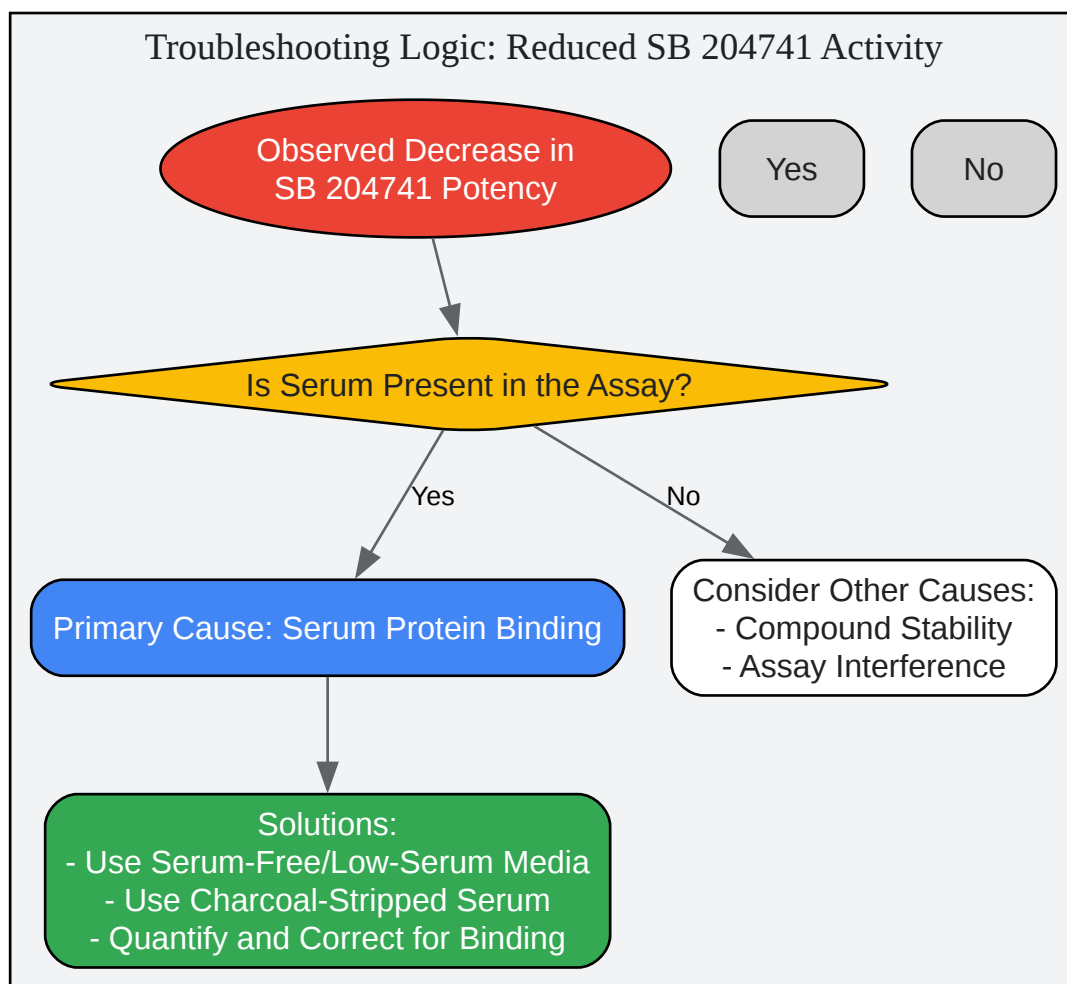 Troubleshooting Logic: Reduced SB 204741 Activity
Observed Decrease in
SB 204741 Potency
Yes
No
Is Serum Present in the Assay?
Yes
No
Primary Cause: Serum Protein Binding
Consider Other Causes:
- Compound Stability
- Assay Interference
Solutions:
- Use Serum-Free/Low-Serum Media
- Use Charcoal-Stripped Serum
- Quantify and Correct for Binding